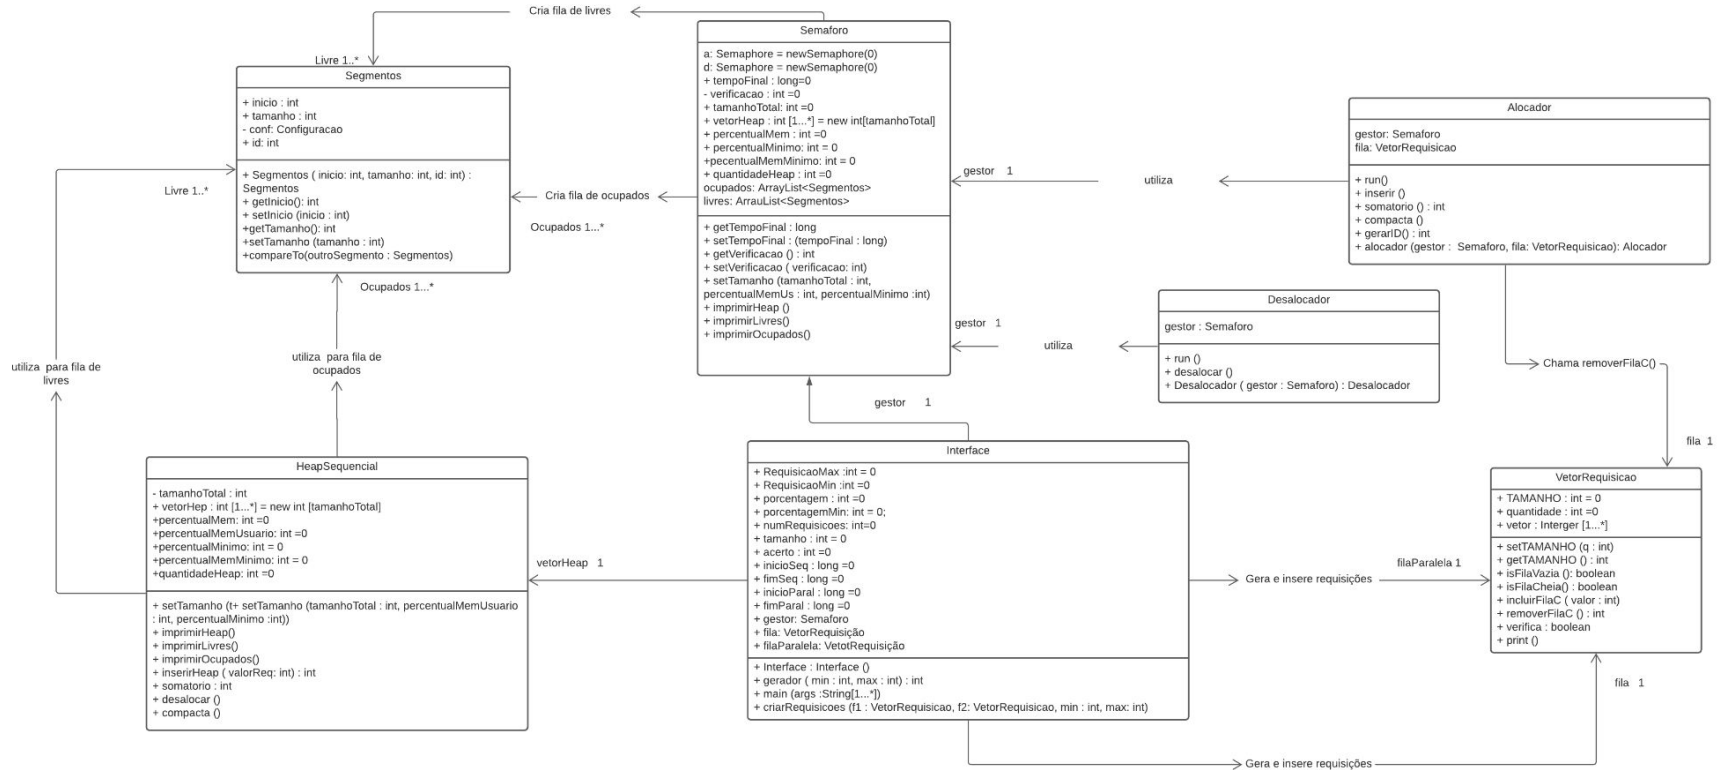 Cria fila de livres
Livre 1..*
Segmentos
+ inicio : int
+ tamanho : int
- conf: Configuracao
+ id: int
+ Segmentos ( inicio: int, tamanho: int, id: int) :
Segmentos
+ getInicio(): int
+ setInicio (inicio : int)
+getTamanho(): int
+setTamanho (tamanho : int)
+compareTo(outroSegmento : Segmentos)
Semaforo
a: Semaphore = newSemaphore(0)
d: Semaphore = newSemaphore(0)
+ tempoFinal : long=0
- verificacao : int =0
+ tamanhoTotal: int =0
+ vetorHeap : int [1...*] = new int[tamanhoTotal]
+ percentualMem : int =0
+ percentualMinimo: int = 0
+pecentualMemMinimo: int = 0
+ quantidadeHeap : int =0
ocupados: ArrayList<Segmentos>
livres: ArrauList<Segmentos>
+ getTempoFinal : long
+ setTempoFinal : (tempoFinal : long)
+ getVerificacao () : int
+ setVerificacao ( verificacao: int)
+ setTamanho (tamanhoTotal : int,
percentualMemUs : int, percentualMinimo :int)
+ imprimirHeap ()
+ imprimirLivres()
+ imprimirOcupados()
Alocador
gestor: Semaforo
fila: VetorRequisicao
+ run()
+ inserir ()
+ somatorio () : int
+ compacta ()
+ gerarID() : int
+ alocador (gestor :  Semaforo, fila: VetorRequisicao): Alocador
gestor 1
utiliza
Livre 1..*
Cria fila de ocupados
Ocupados 1...*
Ocupados 1...*
Desalocador
gestor : Semaforo
+ run ()
+ desalocar ()
+ Desalocador ( gestor : Semaforo) : Desalocador
gestor 1
utiliza
utiliza  para fila de
livres
utiliza  para fila de
ocupados
Chama removerFilaC()
gestor 1
fila 1
HeapSequencial
- tamanhoTotal : int
+ vetorHep : int [1...*] = new int [tamanhoTotal]
+percentualMem: int =0
+percentualMemUsuario: int =0
+percentualMinimo: int = 0
+percentualMemMinimo: int = 0
+quantidadeHeap: int =0
+ setTamanho (t+ setTamanho (tamanhoTotal : int, percentualMemUsuario
: int, percentualMinimo :int))
+ imprimirHeap()
+ imprimirLivres()
+ imprimirOcupados()
+ inserirHeap ( valorReq: int) : int
+ somatorio : int
+ desalocar ()
+ compacta ()
vetorHeap 1
Interface
+ RequisicaoMax :int = 0
+ RequisicaoMin :int =0
+ porcentagem : int =0
+ porcentagemMin: int = 0;
+ numRequisicoes: int=0
+ tamanho : int = 0
+ acerto : int =0
+ inicioSeq : long =0
+ fimSeq : long =0
+ inicioParal : long =0
+ fimParal : long =0
+ gestor: Semaforo
+ fila: VetorRequisição
+ filaParalela: VetotRequisição
+ Interface : Interface ()
+ gerador ( min : int, max : int) : int
+ main (args :String[1...*])
+ criarRequisicoes (f1 : VetorRequisicao, f2: VetorRequisicao, min : int, max: int)
Gera e insere requisições
filaParalela 1
VetorRequisicao
+ TAMANHO : int = 0
+ quantidade : int =0
+ vetor : Interger [1...*]
+ setTAMANHO (q : int)
+ getTAMANHO () : int
+ isFilaVazia (): boolean
+ isFilaCheia() : boolean
+ incluirFilaC ( valor : int)
+ removerFilaC () : int
+ verifica : boolean
+ print ()
fila 1
Gera e insere requisições